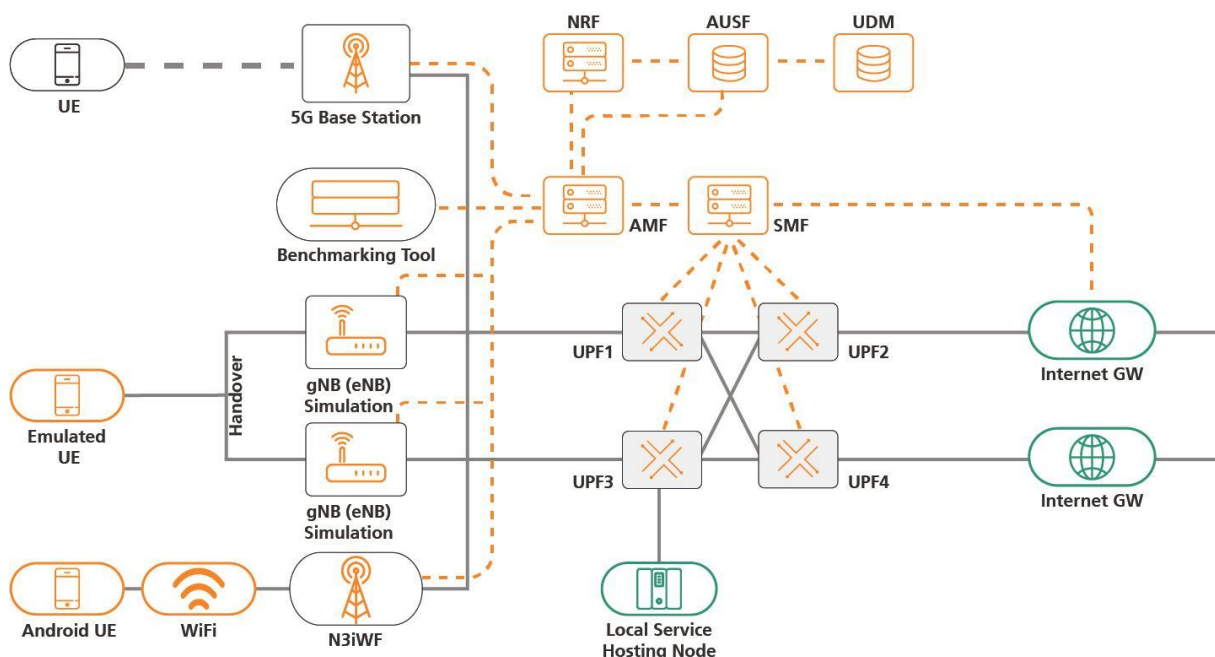 NRF
AUSF
UDM
UE
5G Base Station
Benchmarking Tool
AMF
SMF
gNB (eNB)
Simulation
UPF1
UPF2
Internet GW
Handover
Emulated
UE
gNB (eNB)
Simulation
UPF3
UPF4
Internet GW
Android UE
WiFi
N3iWF
Local Service
Hosting Node